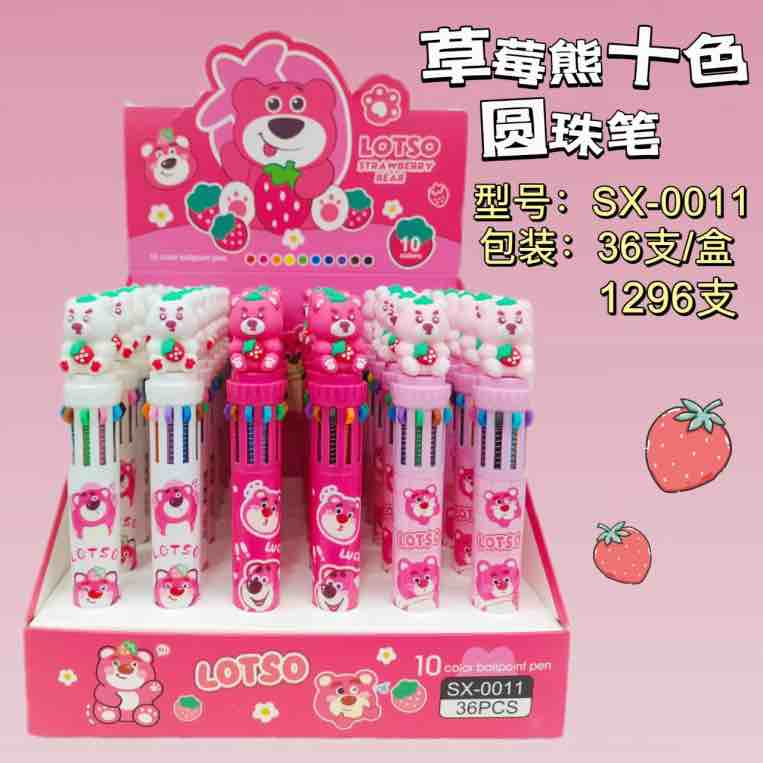 草莓熊十色
圆珠笔
型号：SX-0011
包装：36支/盒
1296支
LOTSO
STRAWBERRY
BEAR
10
colors
10 color ballpoint pen
LOTSO
LOTSO
LOTSO
LOTSO
LOTSO
10 color ballpoint pen
SX-0011
36PCS